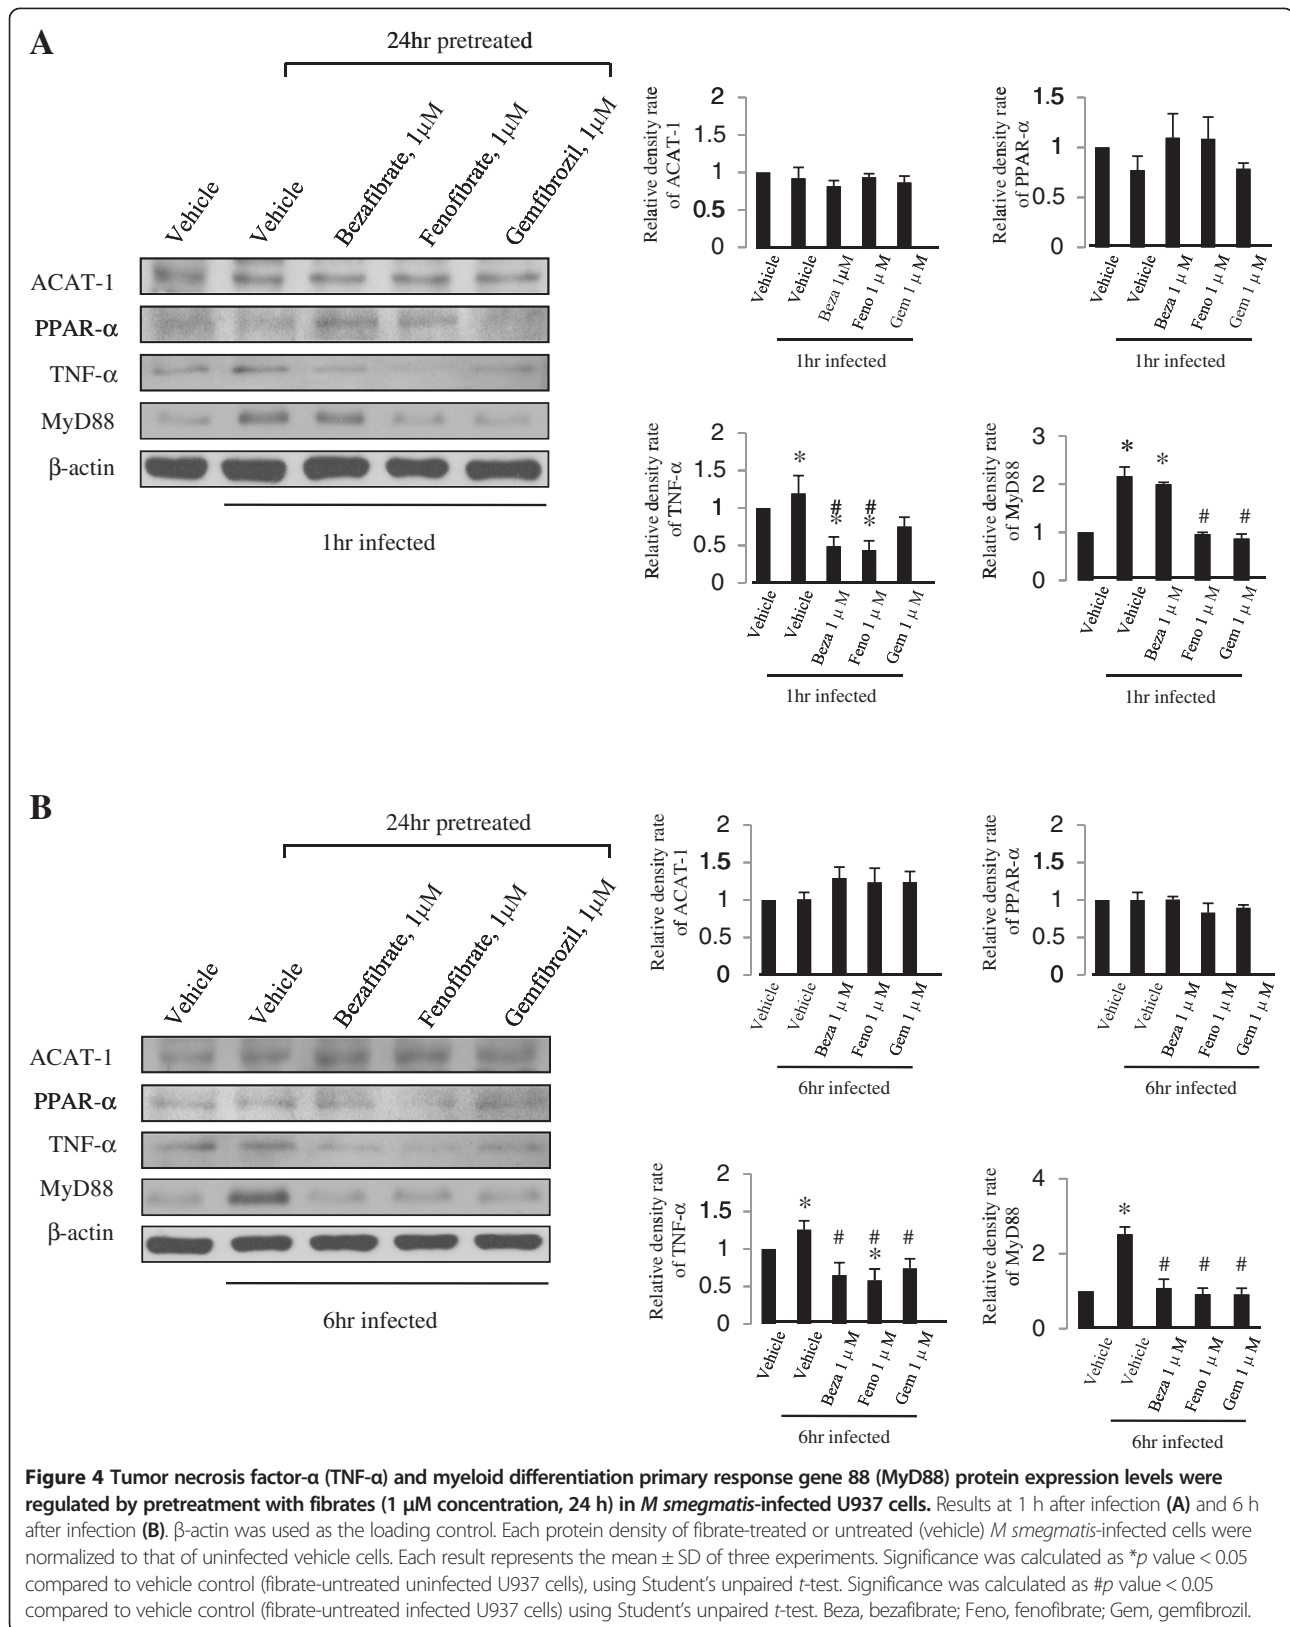 A
24hr pretreated
Vehicle
Vehicle
Bezafibrate, 1μM
Fenofibrate, 1μM
Gemfibrozil, 1μM
ACAT-1
PPAR-α
TNF-α
MyD88
β-actin
1hr infected
Relative density rate
of ACAT-1
2
1.5
1
0.5
0
Vehicle
Vehicle
Beza 1μM
Feno 1 μ M
Gem 1 μ M
1hr infected
Relative density rate
of PPAR-α
1.5
1
0.5
0
Vehicle
Vehicle
Beza 1 μ M
Feno 1 μ M
Gem 1 μ M
1hr infected
Relative density rate
of TNF-α
2
1.5
1
0.5
0
*
#
*
#
*
Vehicle
Vehicle
Beza 1 μ M
Feno 1 μ M
Gem 1 μ M
1hr infected
Relative density rate
of MyD88
3
2
1
0
*
*
#
#
Vehicle
Vehicle
Beza 1 μ M
Feno 1 μ M
Gem 1 μ M
1hr infected
B
24hr pretreated
Vehicle
Vehicle
Bezafibrate, 1μM
Fenofibrate, 1μM
Gemfibrozil, 1μM
ACAT-1
PPAR-α
TNF-α
MyD88
β-actin
6hr infected
Relative density rate
of ACAT-1
2
1.5
1
0.5
0
Vehicle
Vehicle
Beza 1 μ M
Feno 1 μ M
Gem 1 μ M
6hr infected
Relative density rate
of PPAR-α
2
1.5
1
0.5
0
Vehicle
Vehicle
Beza 1 μ M
Feno 1 μ M
Gem 1 μ M
6hr infected
Relative density rate
of TNF-α
2
1.5
1
0.5
0
*
#
#
*
#
Vehicle
Vehicle
Beza 1 μ M
Feno 1 μ M
Gem 1 μ M
6hr infected
Relative density rate
of MyD88
4
2
0
*
#
#
#
Vehicle
Vehicle
Beza 1 μ M
Feno 1 μ M
Gem 1 μ M
6hr infected
Figure 4 Tumor necrosis factor-α (TNF-α) and myeloid differentiation primary response gene 88 (MyD88) protein expression levels were
regulated by pretreatment with fibrates (1 μM concentration, 24 h) in M smegmatis-infected U937 cells. Results at 1 h after infection (A) and 6 h
after infection (B). β-actin was used as the loading control. Each protein density of fibrate-treated or untreated (vehicle) M smegmatis-infected cells were
normalized to that of uninfected vehicle cells. Each result represents the mean ± SD of three experiments. Significance was calculated as *p value < 0.05
compared to vehicle control (fibrate-untreated uninfected U937 cells), using Student's unpaired t-test. Significance was calculated as #p value < 0.05
compared to vehicle control (fibrate-untreated infected U937 cells) using Student's unpaired t-test. Beza, bezafibrate; Feno, fenofibrate; Gem, gemfibrozil.